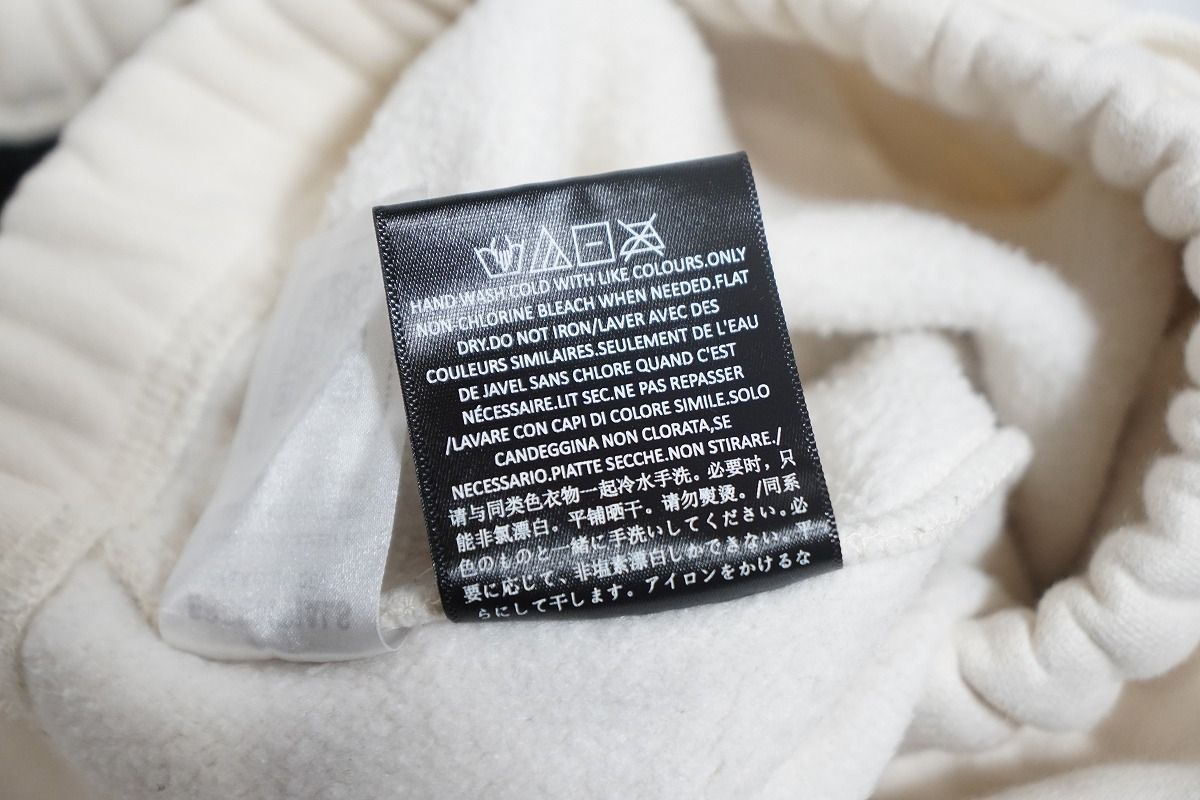 HAND WASH COLD WITH LIKE COLOURS.ONLY
NON-CHLORINE BLEACH WHEN NEEDED.FLAT
DRY.DO NOT IRON/LAVER AVEC DES
COULEURS SIMILAIRES.SEULEMENT DE L'EAU
DE JAVEL SANS CHLORE QUAND C'EST
NÉCESSAIRE.LIT SEC.NE PAS REPASSER
/LAVARE CON CAPI DI COLORE SIMILE.SOLO
CANDEGGINA NON CLORATA,SE
NECESSARIO.PIATTE SECCHE.NON STIRARE./
请与同类色衣物一起冷水手洗。必要时，只
能非氯漂白。平铺晒干。请勿熨烫。/同系
色のものと一緒に手洗いしてください。必
要に応じて、非塩素漂白しかできない。平
らにして干します。アイロンをかけるな